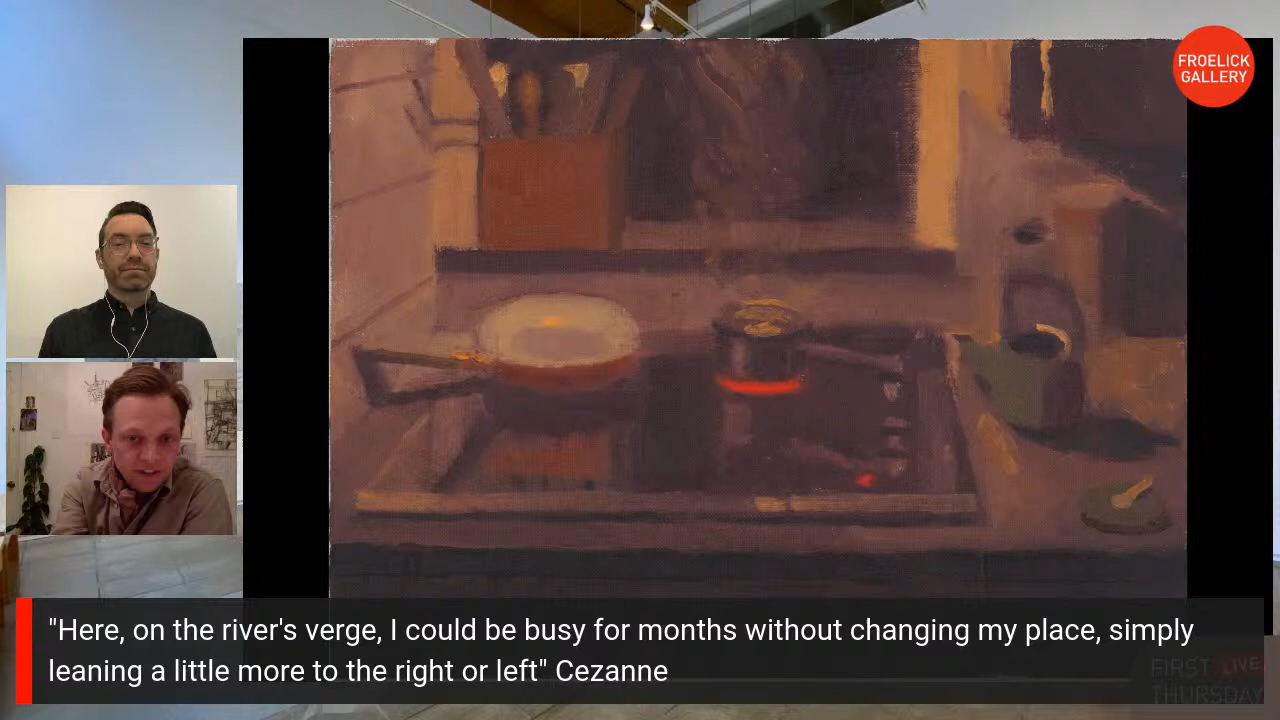 FROELICK
GALLERY
"Here, on the river's verge, I could be busy for months without changing my place, simply
leaning a little more to the right or left" Cezanne
FIRST LIVE
THURSDAY